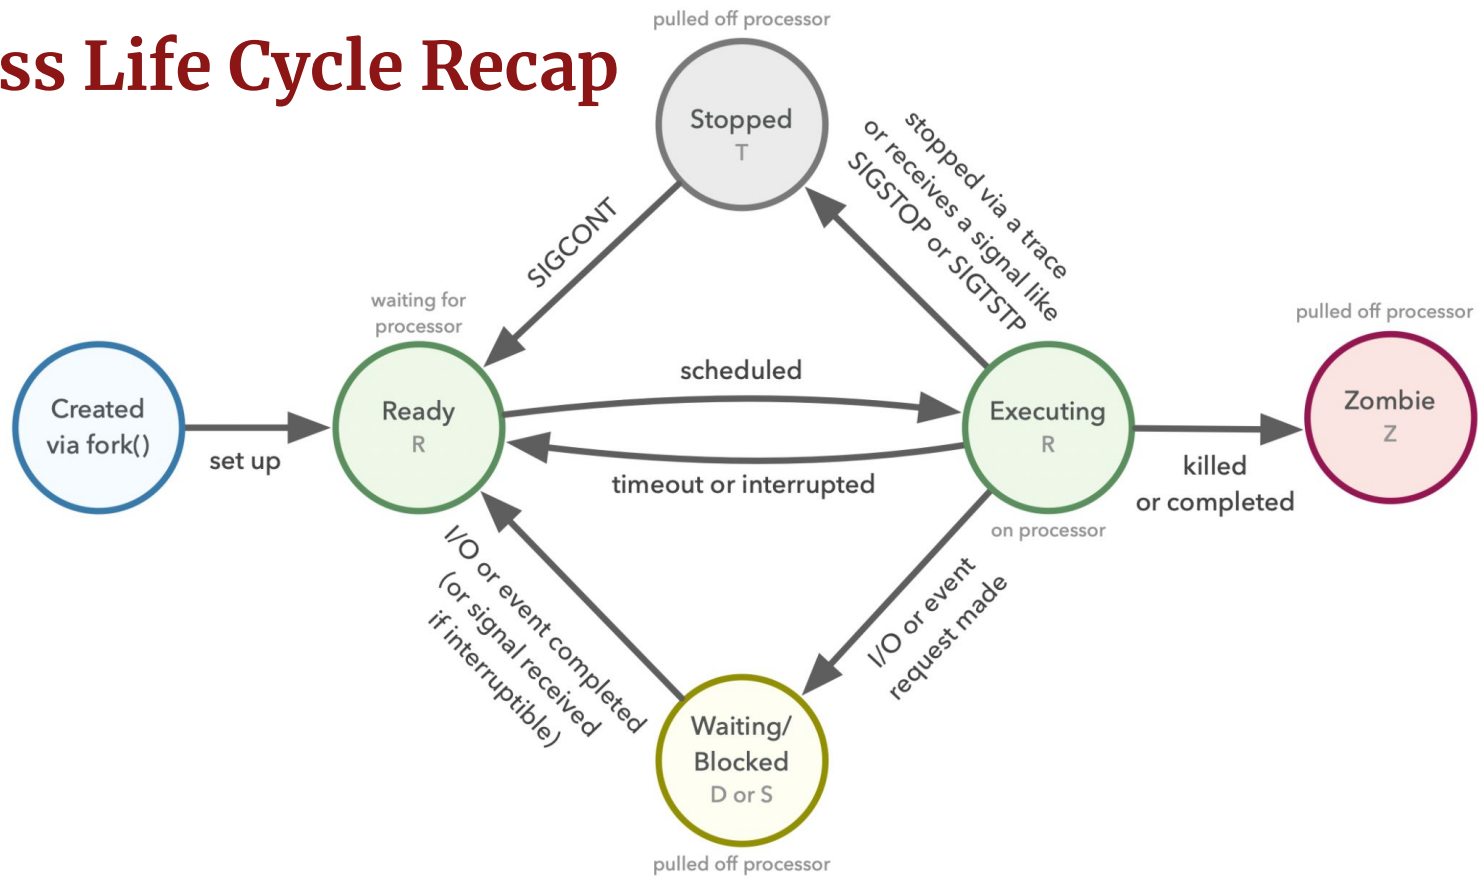 ss Life Cycle Recap
pulled off processor
Stopped
T
SIGCONT
stopped via a trace
or receives a signal like
SIGSTOP or SIGTSTP
waiting for
processor
pulled off processor
Created
via fork()
set up
Ready
R
scheduled
timeout or interrupted
Executing
R
on processor
killed
or completed
Zombie
Z
I/O or event completed
(or signal received
if interruptible)
I/O or event
request made
Waiting/
Blocked
D or S
pulled off processor